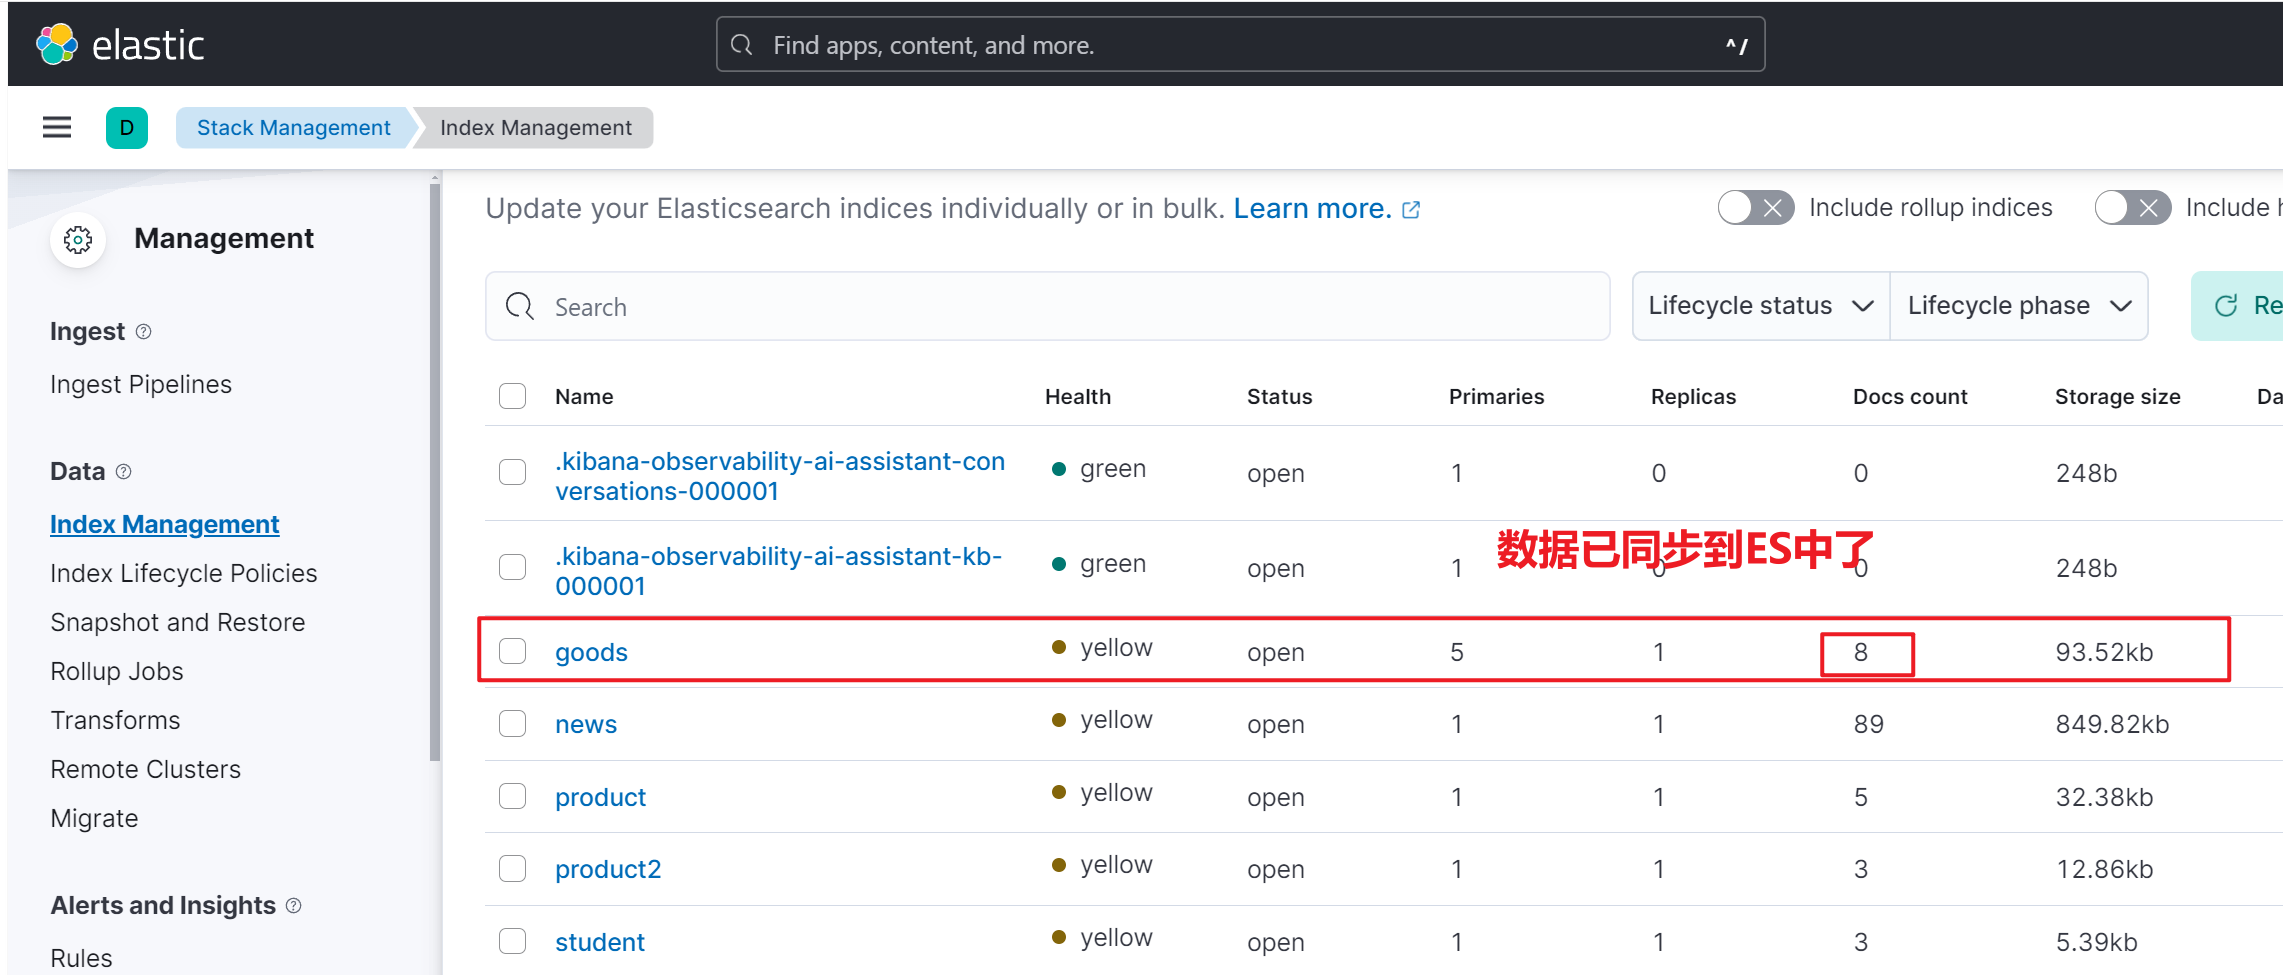 elastic
Find apps, content, and more.
^/
D
Stack Management
Index Management
Management
Ingest
Ingest Pipelines
Data
Index Management
Index Lifecycle Policies
Snapshot and Restore
Rollup Jobs
Transforms
Remote Clusters
Migrate
Alerts and Insights
Rules
Update your Elasticsearch indices individually or in bulk. Learn more.
Include rollup indices
Include h
Search
Lifecycle status
Lifecycle phase
Re
Name Health Status Primaries Replicas Docs count Storage size Da
.kibana-observability-ai-assistant-con
versations-000001
green open 1 0 0 248b
数据已同步到ES中了
.kibana-observability-ai-assistant-kb-
000001
green open 1 0 0 248b
goods yellow open 5 1 8 93.52kb
news yellow open 1 1 89 849.82kb
product yellow open 1 1 5 32.38kb
product2 yellow open 1 1 3 12.86kb
student yellow open 1 1 3 5.39kb